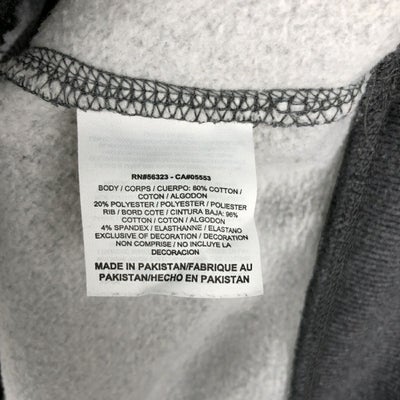 RN#56323 - CA#05553
BODY / CORPS / CUERPO: 80% COTTON /
COTON / ALGODON
20% POLYESTER / POLYESTER / POLIESTER
RIB / BORD COTE / CINTURA BAJA: 96%
COTTON / COTON / ALGODON
4% SPANDEX / ELASTHANNE / ELASTANO
EXCLUSIVE OF DECORATION / DECORATION
NON COMPRISE / NO INCLUYE LA
DECORACION
MADE IN PAKISTAN/FABRIQUE AU
PAKISTAN/HECHO EN PAKISTAN